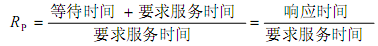 R_P = 等待时间 + 要求服务时间 / 要求服务时间 = 响应时间 / 要求服务时间